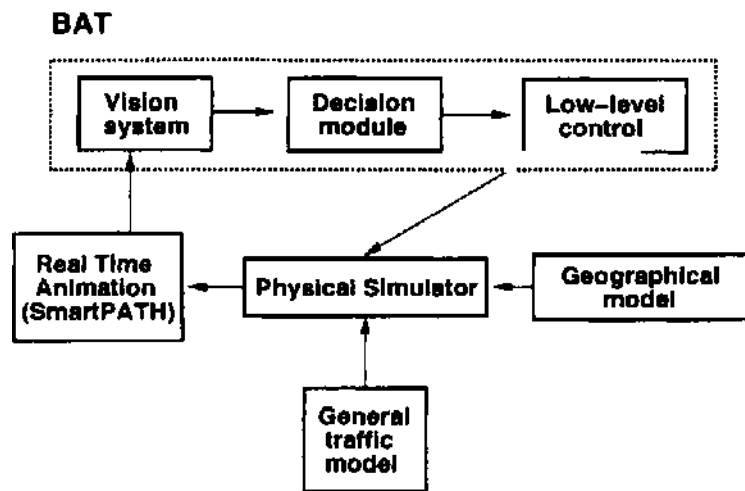 BAT
Vision
system
Decision
module
Low-level
control
Real Time
Animation
(SmartPATH)
Physical Simulator
Geographical
model
General
traffic
model